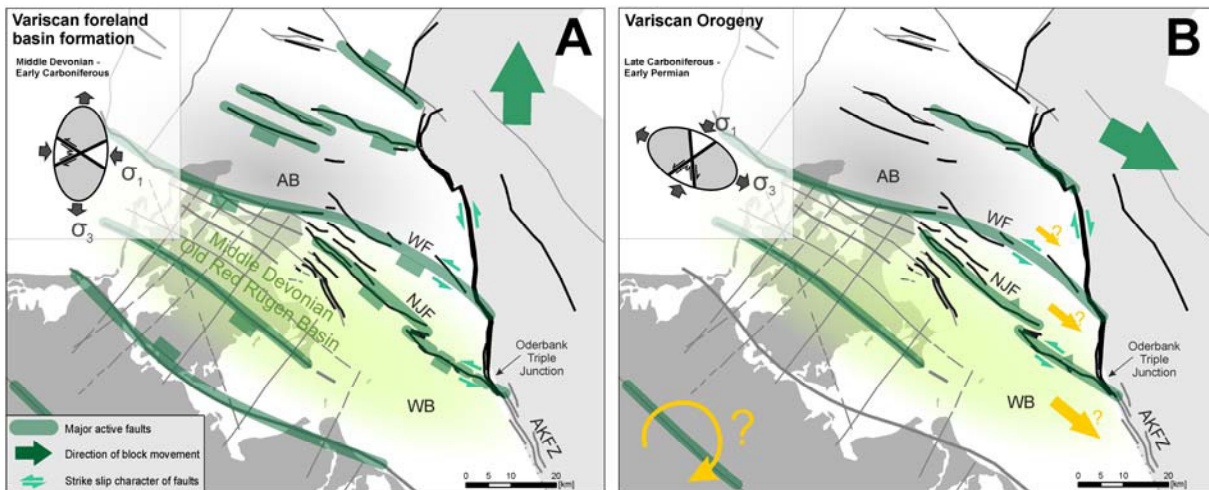 Variscan foreland
basin formation
Middle Devonian -
Early Carboniferous
A
σ1
σ3
AB
WF
NJF
Middle Devonian
Old Red Rügen Basin
WB
Oderbank
Triple
Junction
AKFZ
Major active faults
Direction of block movement
Strike slip character of faults
0 5 10 20
[km]
Variscan Orogeny
Late Carboniferous -
Early Permian
B
σ1
σ3
AB
WF
?
NJF
?
Oderbank
Triple
Junction
WB
?
?
AKFZ
0 5 10 20
[km]